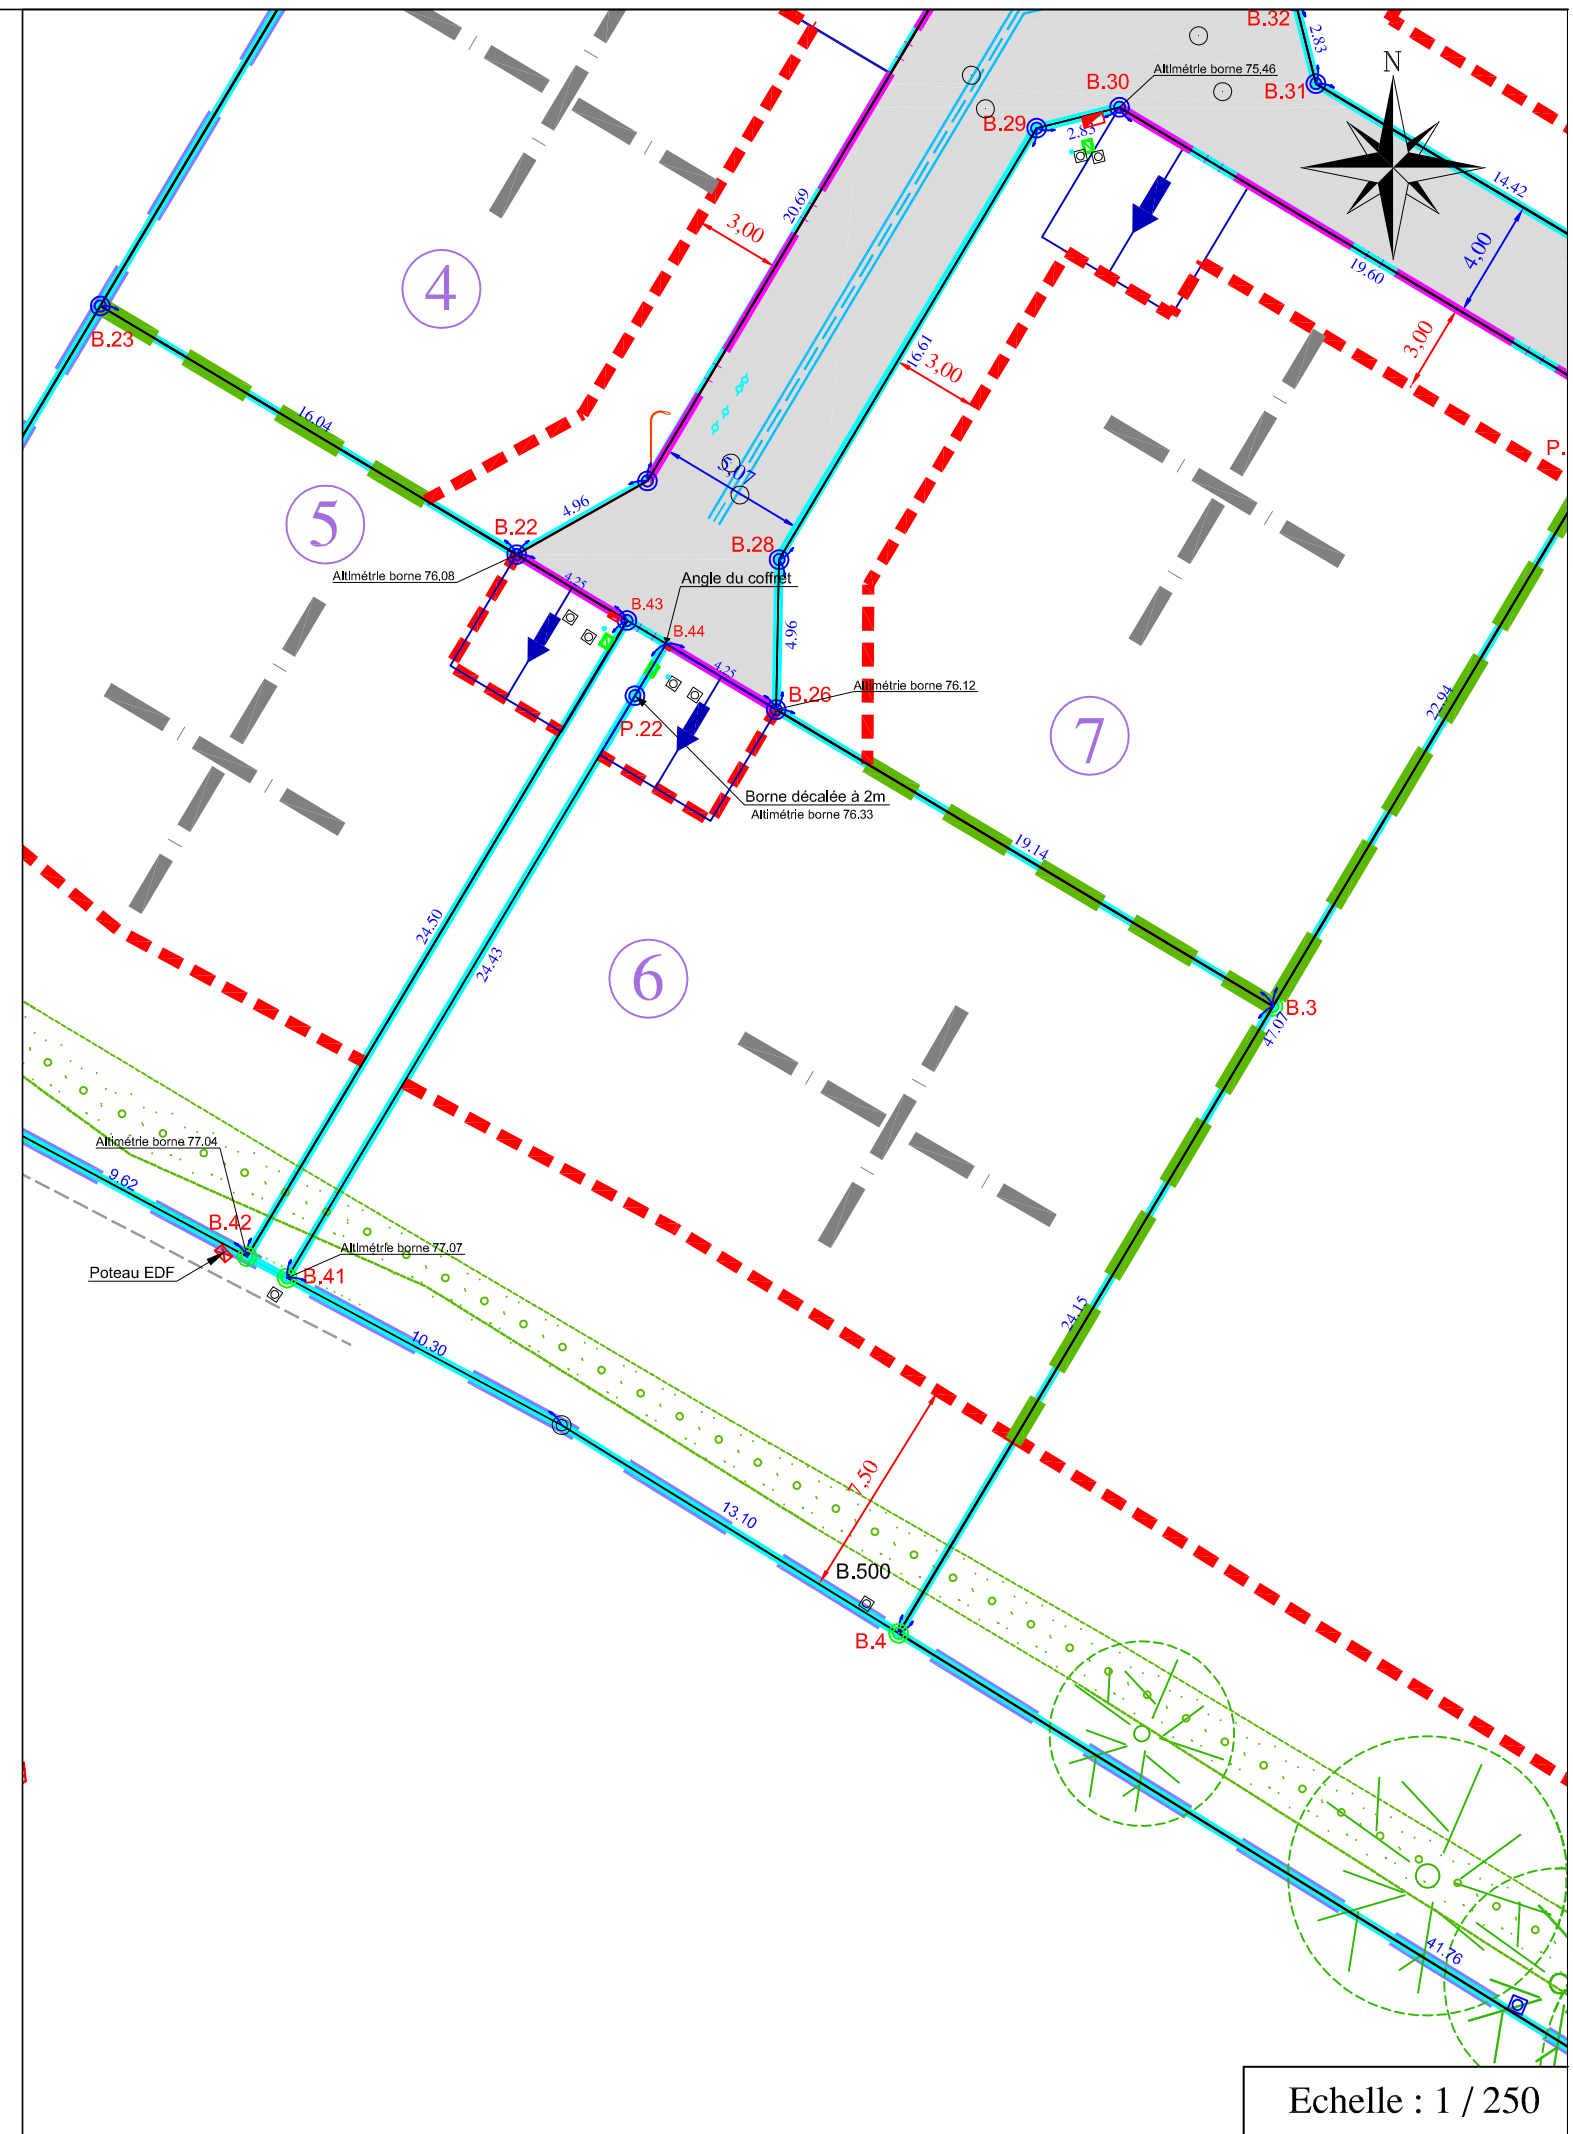 B.32
2.83
N
Altimétrie borne 75.46
B.30
B.31
B.29
2.83
14.42
20.69
3,00
4,00
19.60
4
B.23
3,00
16.61
3,00
16.04
P.
5,07
4.96
5
B.22
B.28
Altimétrie borne 76.08
4.25
Angle du coffret
B.43
B.44
4.96
4.25
Altimétrie borne 76.12
B.26
22.94
P.22
7
Borne décalée à 2m
Altimétrie borne 76.33
19.14
24.50
24.43
6
B.3
47.07
Altimétrie borne 77.04
9.62
B.42
Altimétrie borne 77.07
Poteau EDF
B.41
24.15
10.30
7,50
13.10
B.500
B.4
41.76
Echelle : 1 / 250